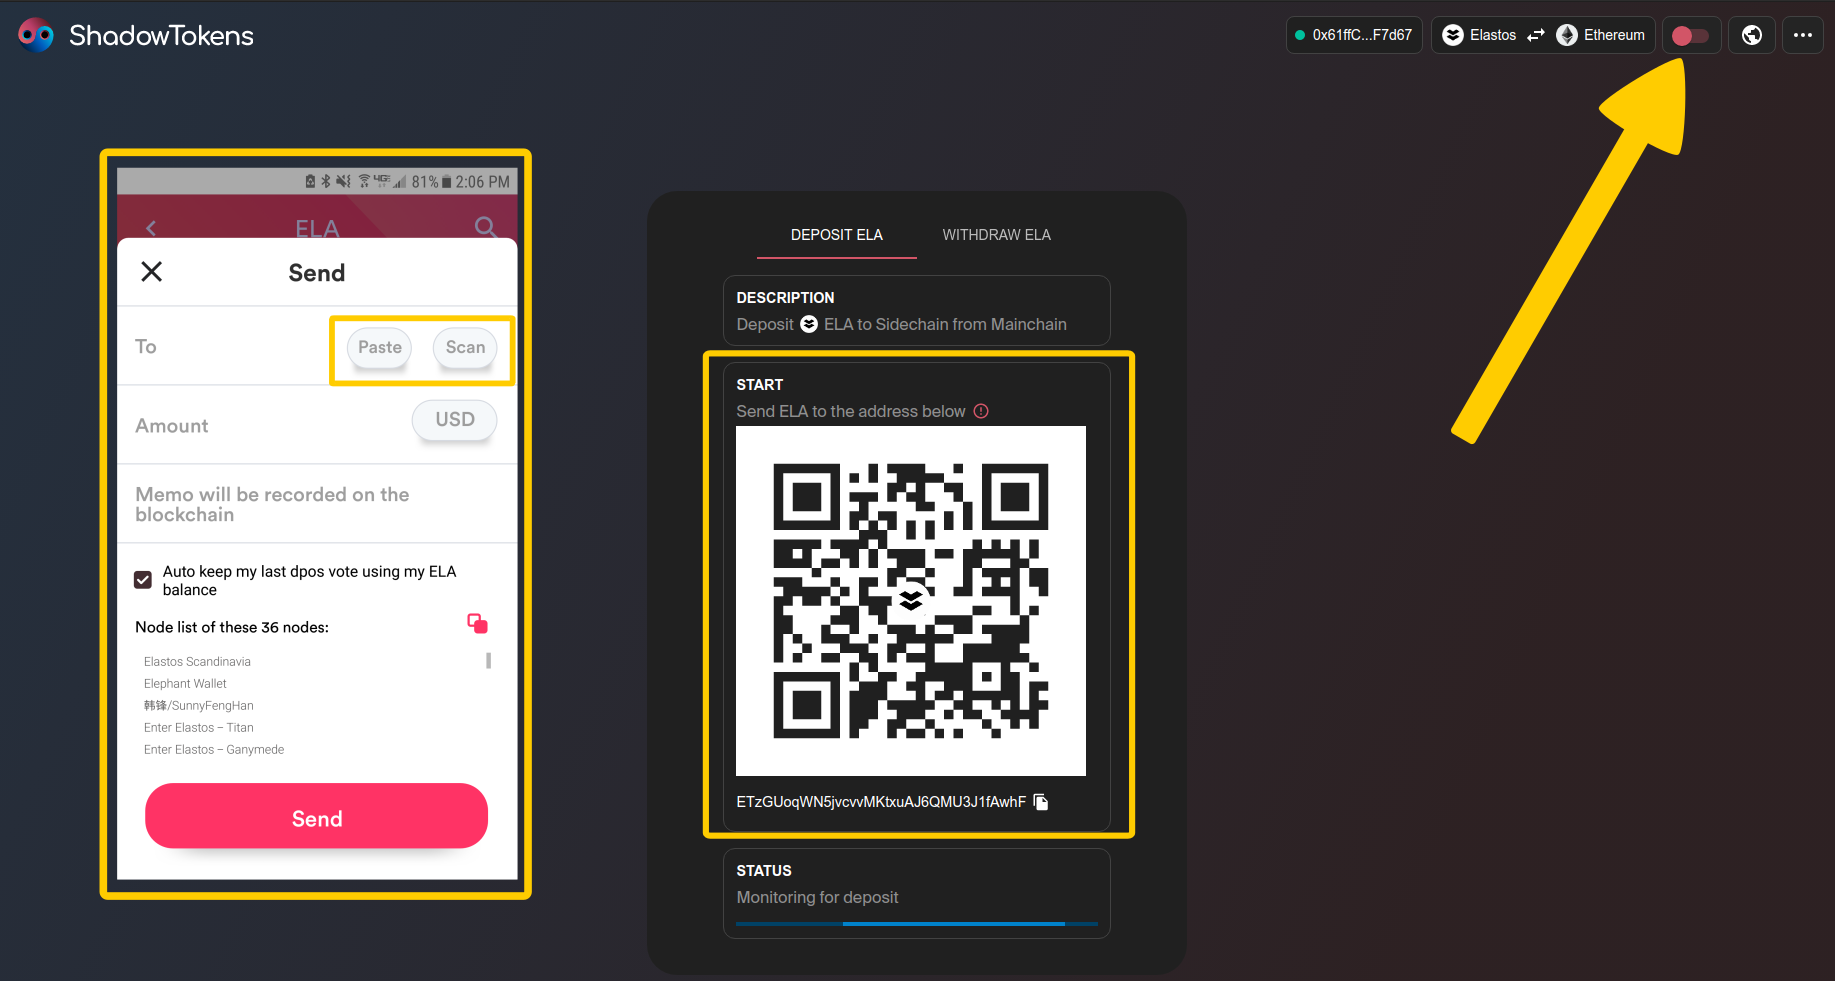 ShadowTokens
0x61ffC...F7d67
Elastos
Ethereum
81%
2:06 PM
ELA
Send
To
Paste
Scan
Amount
USD
Memo will be recorded on the
blockchain
Auto keep my last dpos vote using my ELA
balance
Node list of these 36 nodes:
Elastos Scandinavia
Elephant Wallet
韩锋/SunnyFengHan
Enter Elastos – Titan
Enter Elastos – Ganymede
Send
DEPOSIT ELA
WITHDRAW ELA
DESCRIPTION
Deposit ELA to Sidechain from Mainchain
START
Send ELA to the address below
ETzGUoqWN5jvcvvMKtxuAJ6QMU3J1fAwhF
STATUS
Monitoring for deposit